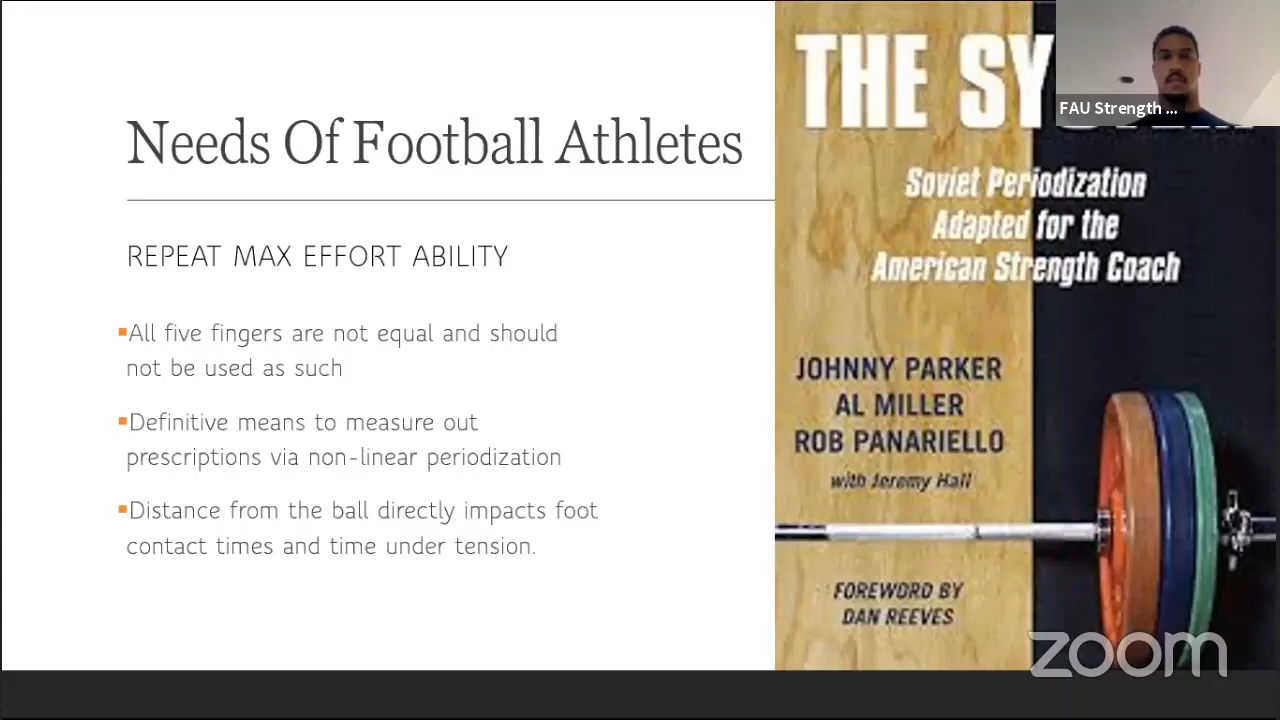 Needs Of Football Athletes
REPEAT MAX EFFORT ABILITY
▪All five fingers are not equal and should
not be used as such
▪Definitive means to measure out
prescriptions via non-linear periodization
▪Distance from the ball directly impacts foot
contact times and time under tension.
THE SY
Soviet Periodization
Adapted for the
American Strength Coach
JOHNNY PARKER
AL MILLER
ROB PANARIELLO
with Jeremy Hall
FOREWORD BY
DAN REEVES
FAU Strength ...
zoom